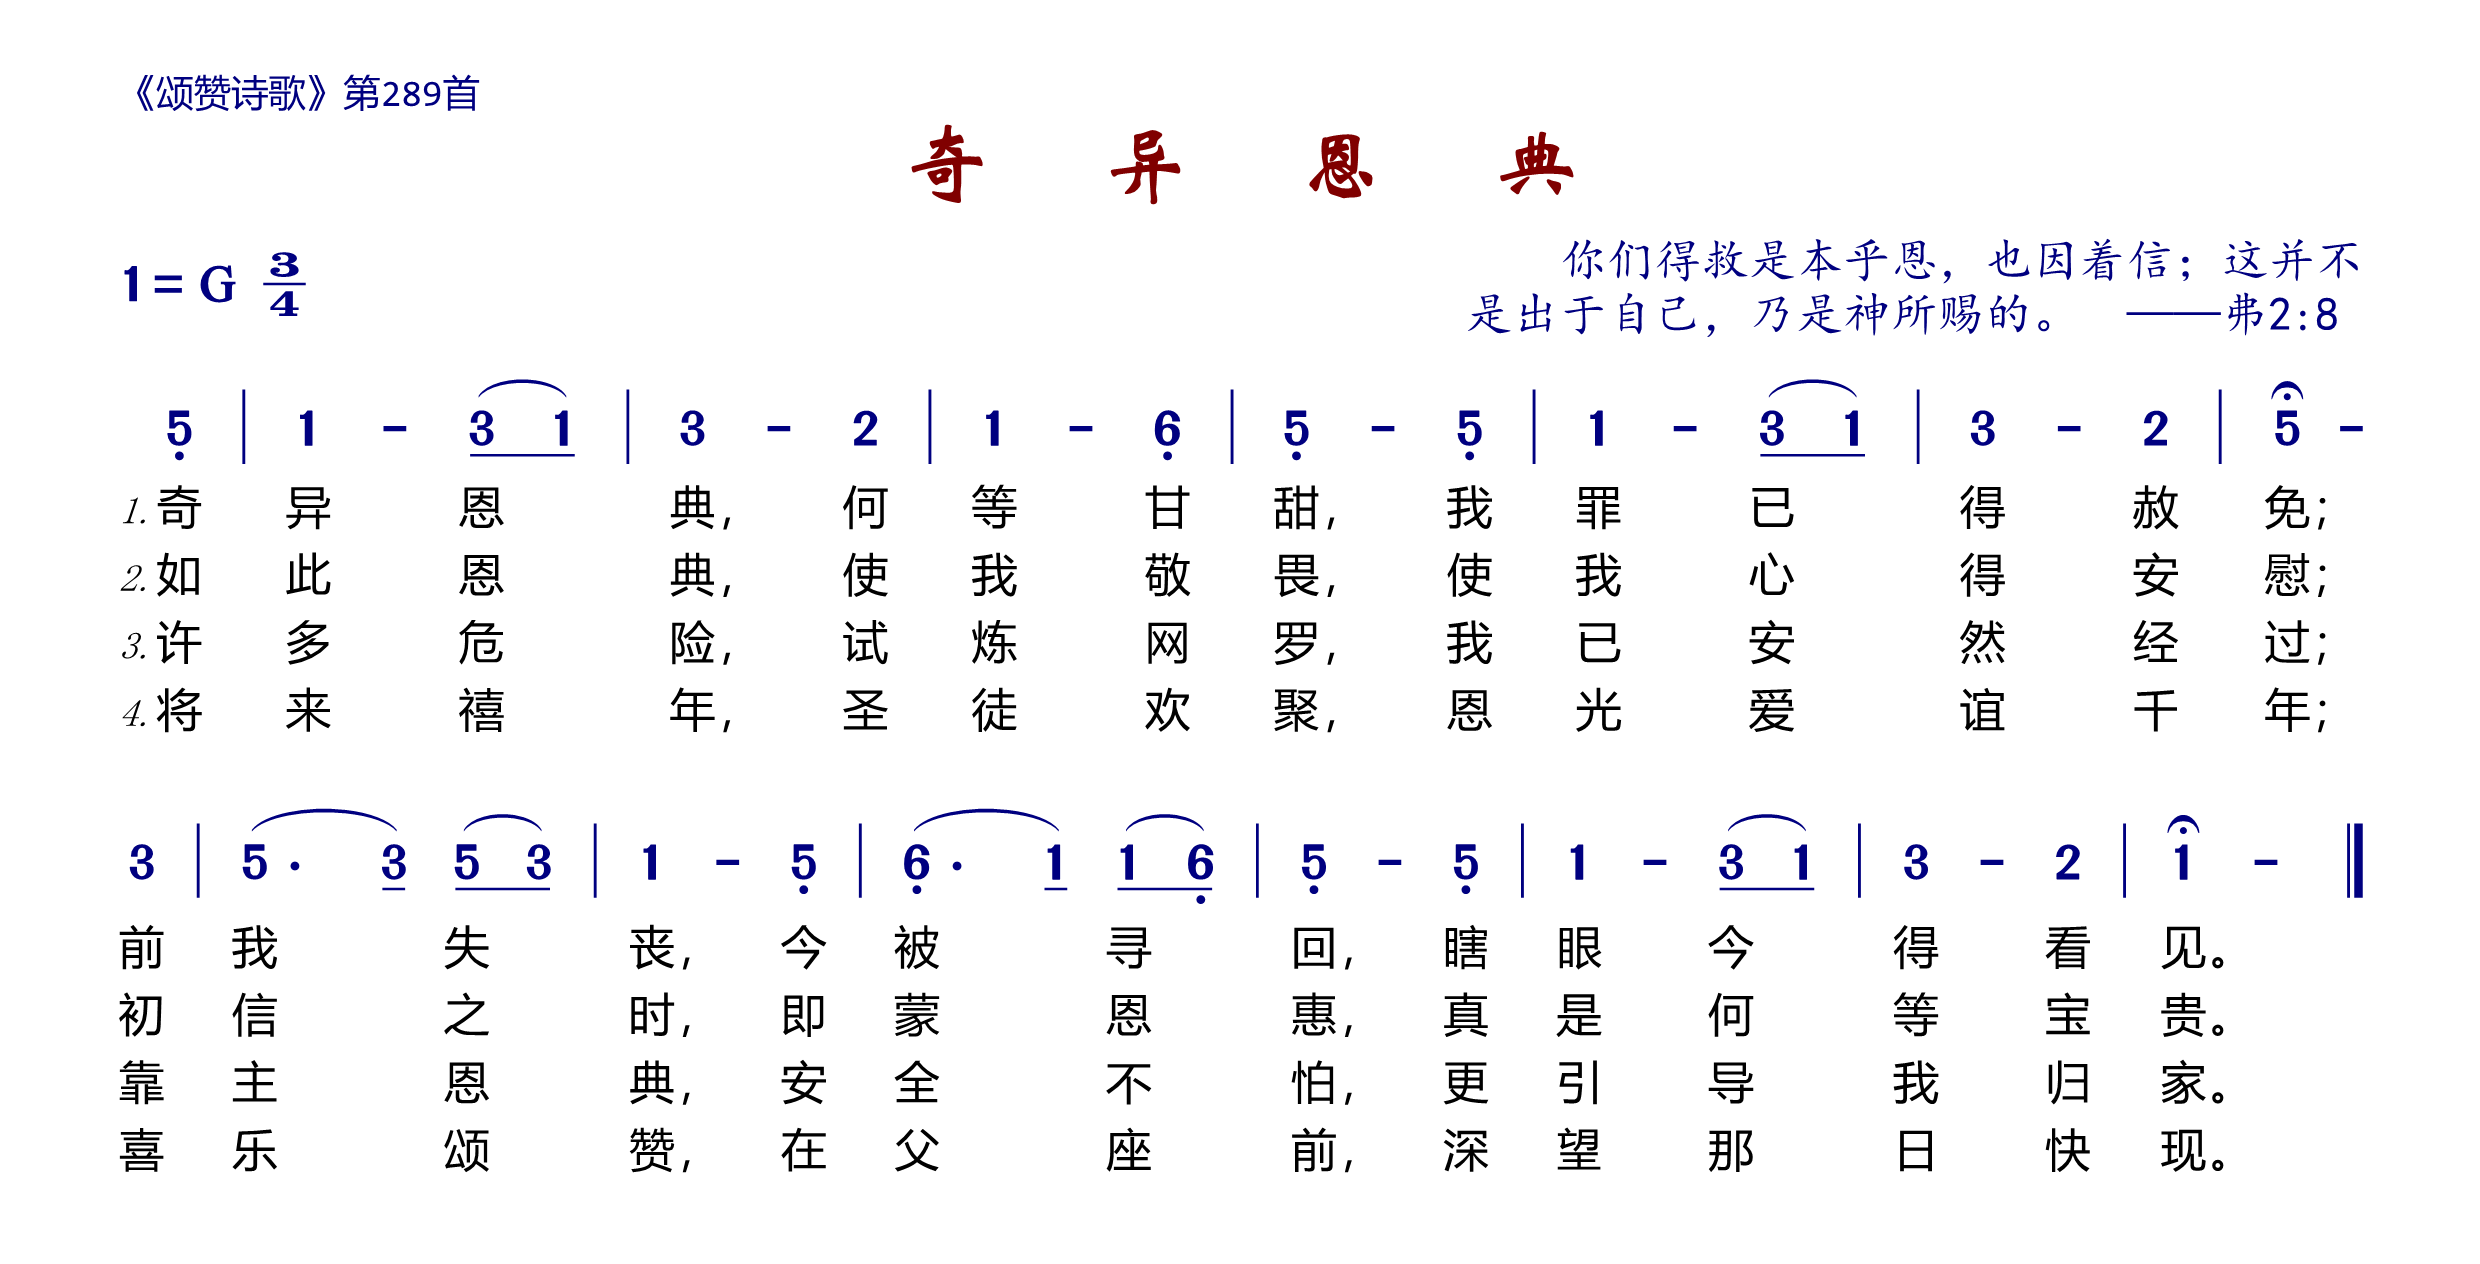 《颂赞诗歌》第289首
奇 异 恩 典
1 = G 3/4
你们得救是本乎恩，也因着信；这并不
是出于自己，乃是神所赐的。 ——弗2:8
5̣ | 1 - 3 1 | 3 - 2 | 1 - 6̣ | 5̣ - 5̣ | 1 - 3 1 | 3 - 2 | 5 -
1. 奇 异 恩 典, 何 等 甘 甜, 我 罪 已 得 赦 免;
2. 如 此 恩 典, 使 我 敬 畏, 使 我 心 得 安 慰;
3. 许 多 危 险, 试 炼 网 罗, 我 已 安 然 经 过;
4. 将 来 禧 年, 圣 徒 欢 聚, 恩 光 爱 谊 千 年;
3 | 5 · 3 5 3 | 1 - 5̣ | 6̣ · 1 1 6̣ | 5̣ - 5̣ | 1 - 3 1 | 3 - 2 | 1 - ‖
前 我 失 丧, 今 被 寻 回, 瞎 眼 今 得 看 见。
初 信 之 时, 即 蒙 恩 惠, 真 是 何 等 宝 贵。
靠 主 恩 典, 安 全 不 怕, 更 引 导 我 归 家。
喜 乐 颂 赞, 在 父 座 前, 深 望 那 日 快 现。